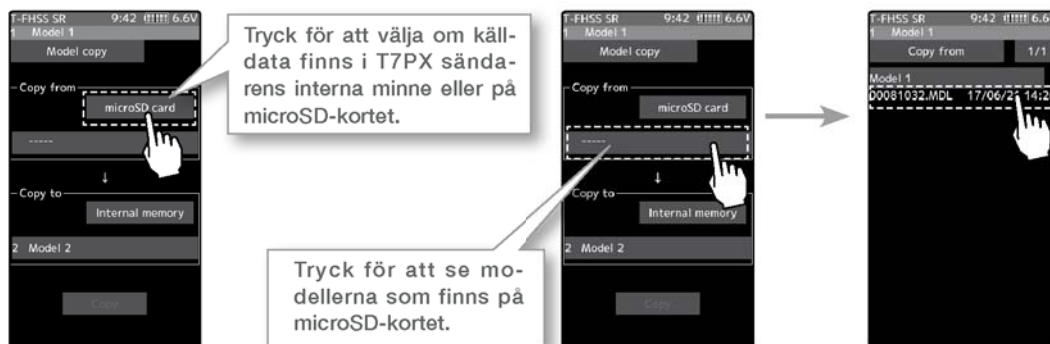 T-FHSS SR 9:42 6.6V
1 Model 1
Model copy
Copy from
microSD card
-----
↓
Copy to
Internal memory
2 Model 2
Copy
Tryck för att välja om käll-
data finns i T7PX sända-
rens interna minne eller på
microSD-kortet.
T-FHSS SR 9:42 6.6V
1 Model 1
Model copy
Copy from
microSD card
-----
↓
Copy to
Internal memory
2 Model 2
Copy
Tryck för att se mo-
dellerna som finns på
microSD-kortet.
T-FHSS SR 9:42
1 Model 1
Copy from 1/1
Model 1
00081032.MDL